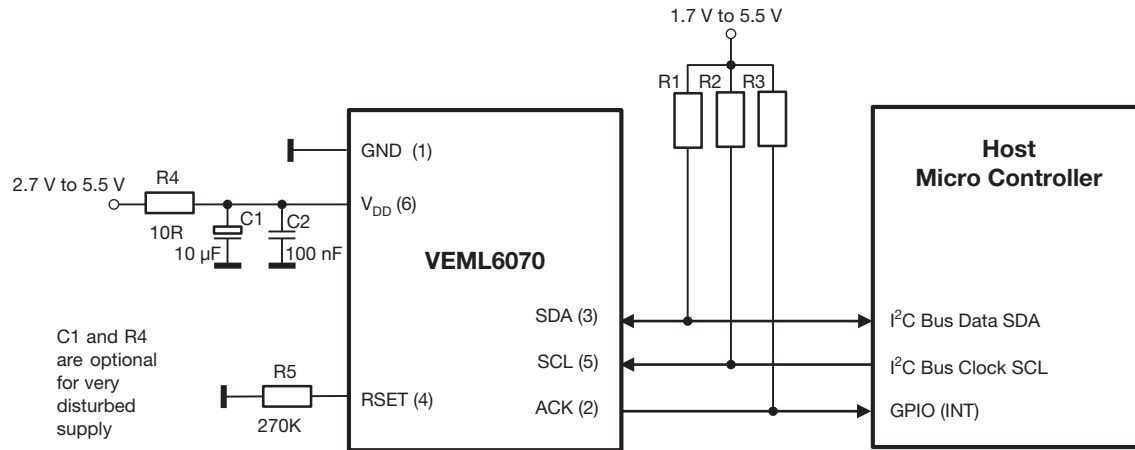 1.7 V to 5.5 V
R1 R2 R3
Host
Micro Controller
GND (1)
2.7 V to 5.5 V
R4
VDD (6)
C1 C2
10R
10 µF
100 nF
VEML6070
SDA (3)
I²C Bus Data SDA
C1 and R4
are optional
for very
disturbed
supply
SCL (5)
I²C Bus Clock SCL
R5
RSET (4)
270K
ACK (2)
GPIO (INT)